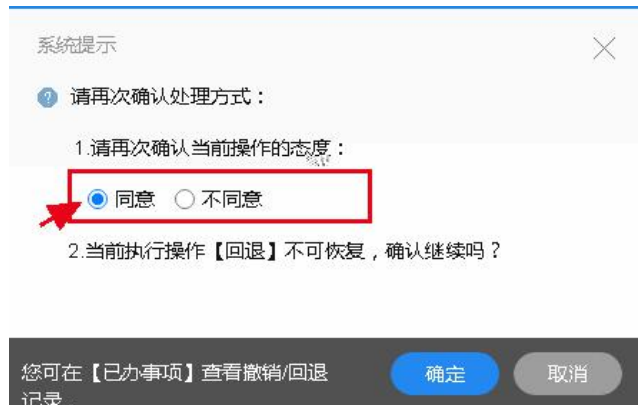 系统提示
请再次确认处理方式：
1.请再次确认当前操作的态度：
同意 不同意
2.当前执行操作【回退】不可恢复，确认继续吗？
您可在【已办事项】查看撤销/回退
记录
确定 取消